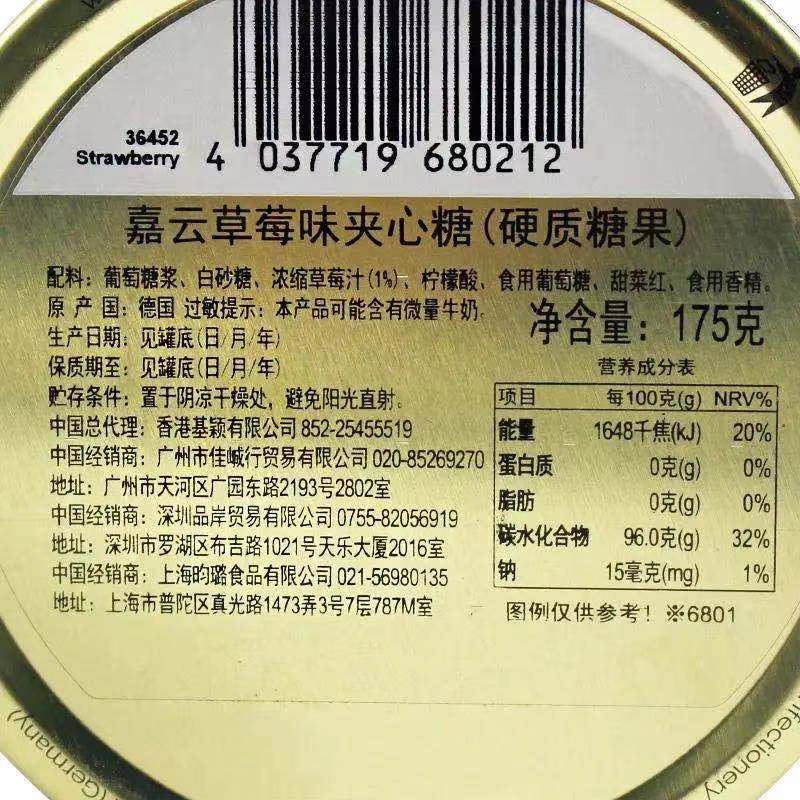 36452
Strawberry
4 037719 680212
嘉云草莓味夹心糖(硬质糖果)
配料：葡萄糖浆、白砂糖、浓缩草莓汁(1%)、柠檬酸、食用葡萄糖、甜菜红、食用香精。
原 产 国：德国 过敏提示：本产品可能含有微量牛奶。
净含量：175克
生产日期：见罐底(日/月/年)
保质期至：见罐底(日/月/年)
贮存条件：置于阴凉干燥处，避免阳光直射。
中国总代理：香港基颖有限公司 852-25455519
中国经销商：广州市佳峸行贸易有限公司 020-85269270
地址：广州市天河区广园东路2193号2802室
中国经销商：深圳品岸贸易有限公司 0755-82056919
地址：深圳市罗湖区布吉路1021号天乐大厦2016室
中国经销商：上海昀璐食品有限公司 021-56980135
地址：上海市普陀区真光路1473弄3号7层787M室
营养成分表
项目 每100克(g) NRV%
能量 1648千焦(kJ) 20%
蛋白质 0克(g) 0%
脂肪 0克(g) 0%
碳水化合物 96.0克(g) 32%
钠 15毫克(mg) 1%
图例仅供参考！※6801
(Germany)